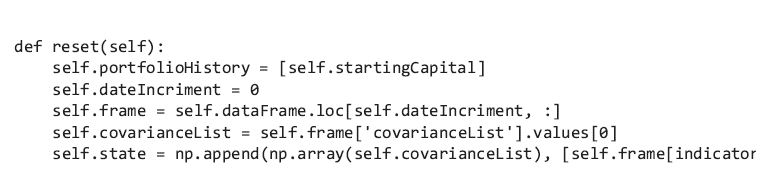 def reset(self):
    self.portfolioHistory = [self.startingCapital]
    self.dateIncriment = 0
    self.frame = self.dataFrame.loc[self.dateIncriment, :]
    self.covarianceList = self.frame['covarianceList'].values[0]
    self.state = np.append(np.array(self.covarianceList), [self.frame[indicator